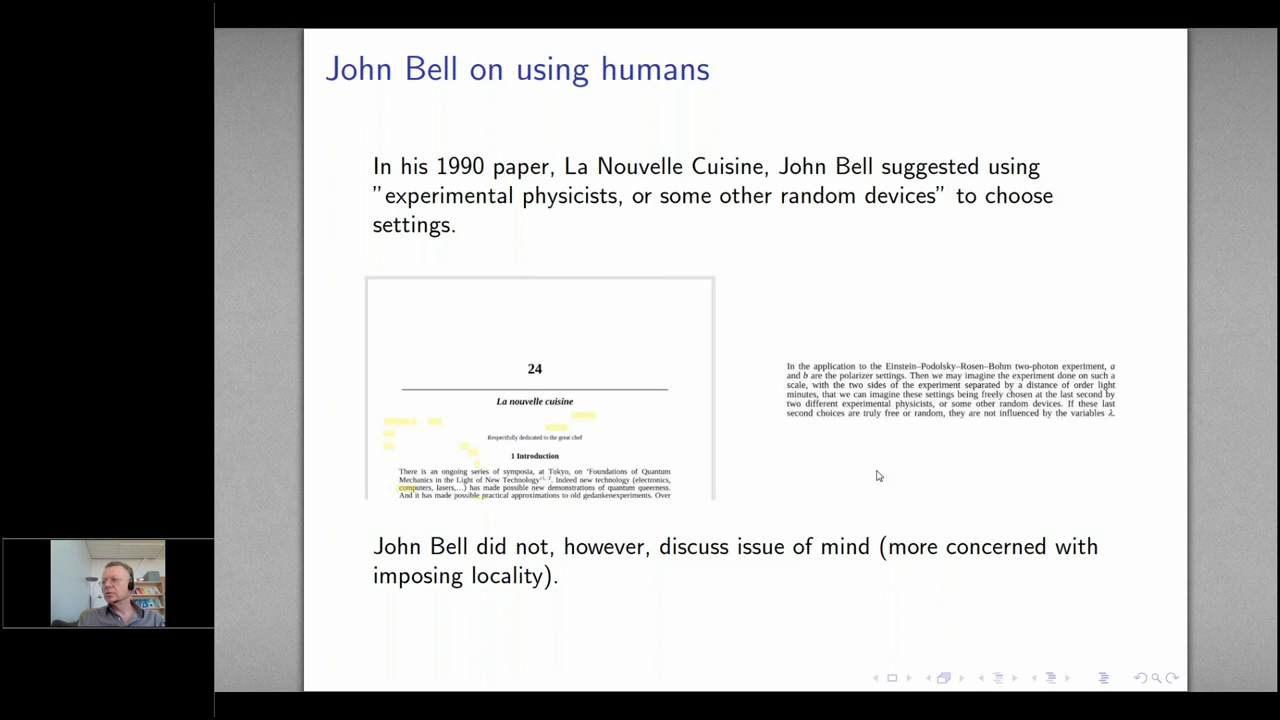 John Bell on using humans
In his 1990 paper, La Nouvelle Cuisine, John Bell suggested using
”experimental physicists, or some other random devices” to choose
settings.
24
La nouvelle cuisine
Respectfully dedicated to the great chef
1 Introduction
There is an ongoing series of symposia, at Tokyo, on ‘Foundations of Quantum
Mechanics in the Light of New Technology’1, 2. Indeed new technology (electronics,
computers, lasers,...) has made possible new demonstrations of quantum queerness.
And it has made possible practical approximations to old gedankenexperiments. Over
In the application to the Einstein–Podolsky–Rosen–Bohm two-photon experiment, a
and b are the polarizer settings. Then we may imagine the experiment done on such a
scale, with the two sides of the experiment separated by a distance of order light
minutes, that we can imagine these settings being freely chosen at the last second by
two different experimental physicists, or some other random devices. If these last
second choices are truly free or random, they are not influenced by the variables λ.
John Bell did not, however, discuss issue of mind (more concerned with
imposing locality).